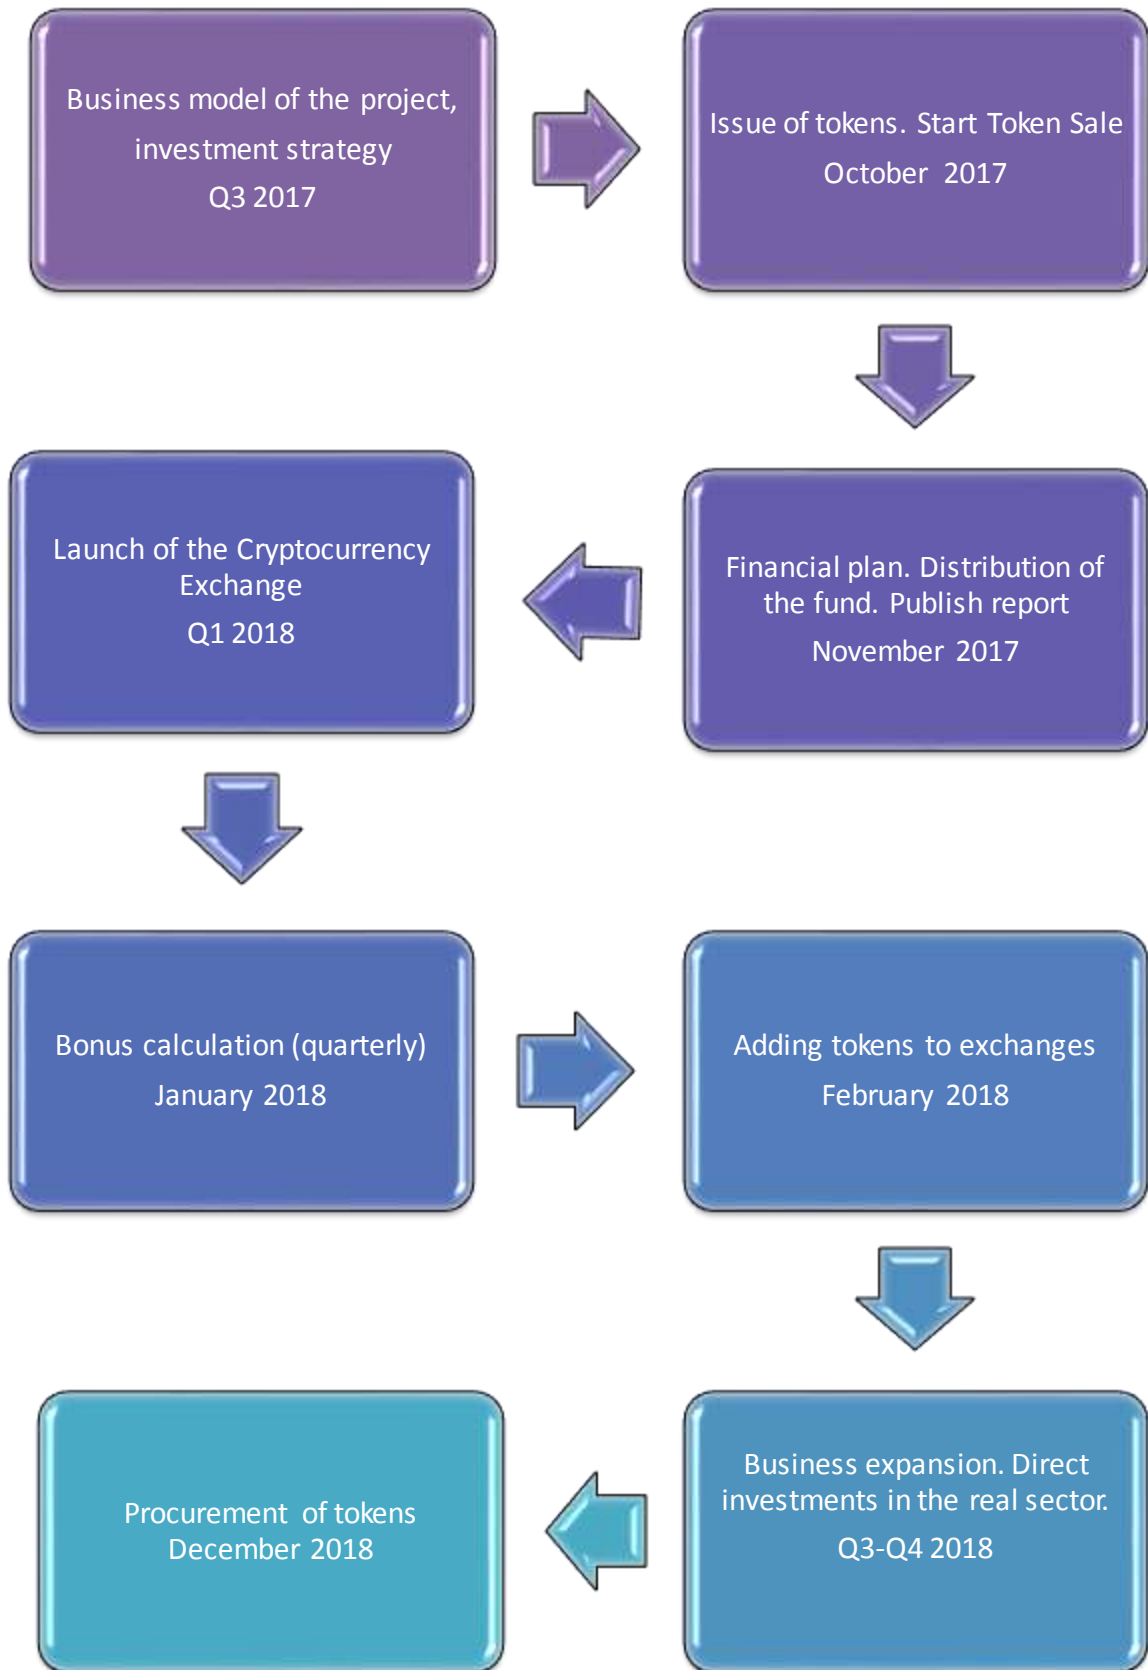 Business model of the project,
investment strategy
Q3 2017
Issue of tokens. Start Token Sale
October 2017
Financial plan. Distribution of
the fund. Publish report
November 2017
Launch of the Cryptocurrency
Exchange
Q1 2018
Bonus calculation (quarterly)
January 2018
Adding tokens to exchanges
February 2018
Business expansion. Direct
investments in the real sector.
Q3-Q4 2018
Procurement of tokens
December 2018